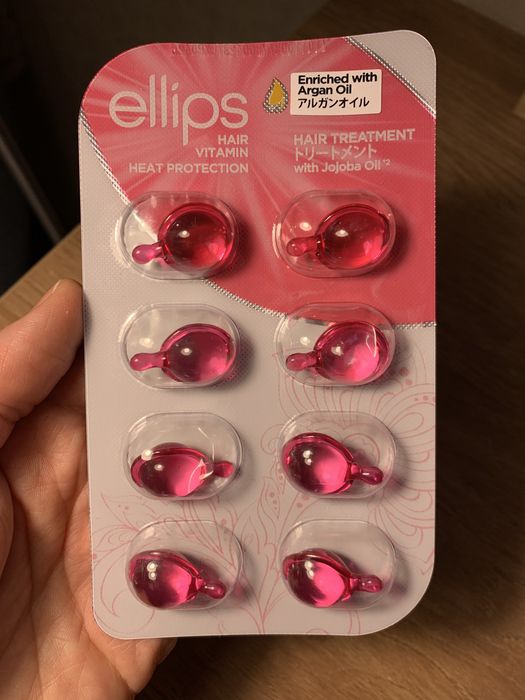 ellips
HAIR
VITAMIN
HEAT PROTECTION
Enriched with
Argan Oil
アルガンオイル
HAIR TREATMENT
トリートメント
with Jojoba Oil*2